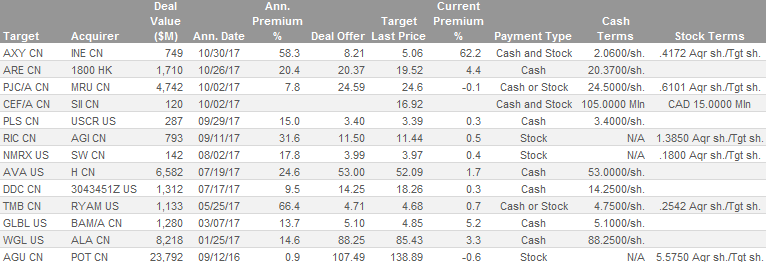 Target Acquirer Deal Value ($M) Ann. Date Ann. Premium % Deal Offer Target Last Price Current Premium % Payment Type Cash Terms Stock Terms
AXY CN INE CN 749 10/30/17 58.3 8.21 5.06 62.2 Cash and Stock 2.0600/sh. .4172 Aqr sh./Tgt sh.
ARE CN 1800 HK 1,710 10/26/17 20.4 20.37 19.52 4.4 Cash 20.3700/sh.
PJC/A CN MRU CN 4,742 10/02/17 7.8 24.59 24.6 -0.1 Cash or Stock 24.5000/sh. .6101 Aqr sh./Tgt sh.
CEF/A CN SII CN 120 10/02/17 16.92 Cash and Stock 105.0000 Mln CAD 15.0000 Mln
PLS CN USCR US 287 09/29/17 15.0 3.40 3.39 0.3 Cash 3.4000/sh.
RIC CN AGI CN 793 09/11/17 31.6 11.50 11.44 0.5 Stock N/A 1.3850 Aqr sh./Tgt sh.
NMRX US SW CN 142 08/02/17 17.8 3.99 3.97 0.4 Stock N/A .1800 Aqr sh./Tgt sh.
AVA US H CN 6,582 07/19/17 24.6 53.00 52.09 1.7 Cash 53.0000/sh.
DDC CN 3043451Z US 1,312 07/17/17 9.5 14.25 18.26 0.3 Cash 14.2500/sh.
TMB CN RYAM US 1,133 05/25/17 66.4 4.71 4.68 0.7 Cash or Stock 4.7500/sh. .2542 Aqr sh./Tgt sh.
GLBL US BAM/A CN 1,280 03/07/17 13.7 5.10 4.85 5.2 Cash 5.1000/sh.
WGL US ALA CN 8,218 01/25/17 14.6 88.25 85.43 3.3 Cash 88.2500/sh.
AGU CN POT CN 23,792 09/12/16 0.9 107.49 138.89 -0.6 Stock N/A 5.5750 Aqr sh./Tgt sh.